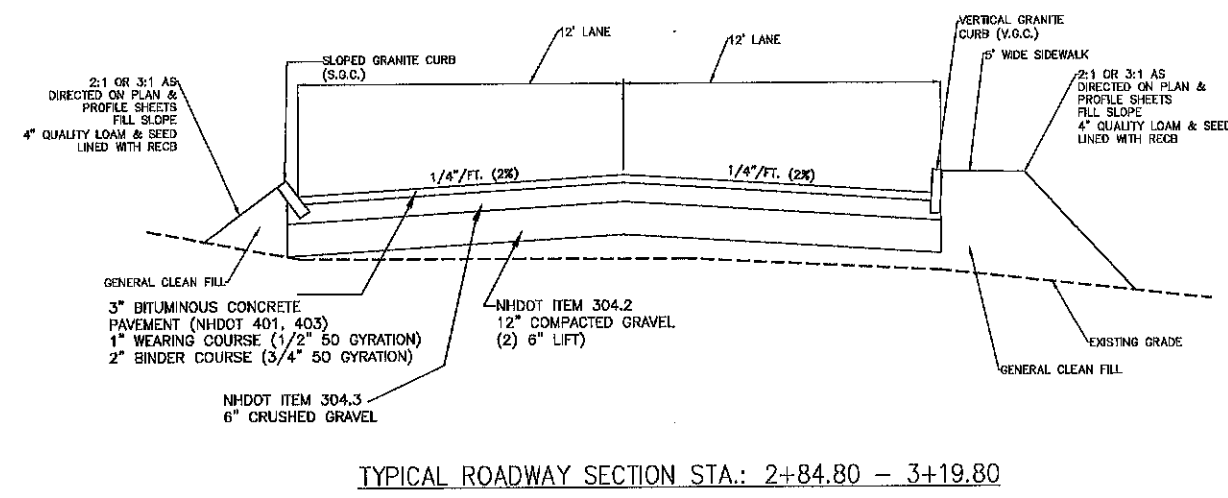 12' LANE
12' LANE
VERTICAL GRANITE
CURB (V.G.C.)
5' WIDE SIDEWALK
SLOPED GRANITE CURB
(S.G.C.)
2:1 OR 3:1 AS
DIRECTED ON PLAN &
PROFILE SHEETS
FILL SLOPE
4" QUALITY LOAM & SEED
LINED WITH RECB
2:1 OR 3:1 AS
DIRECTED ON PLAN &
PROFILE SHEETS
FILL SLOPE
4" QUALITY LOAM & SEED
LINED WITH RECB
1/4"/FT. (2%)
1/4"/FT. (2%)
GENERAL CLEAN FILL
3" BITUMINOUS CONCRETE
PAVEMENT (NHDOT 401, 403)
1" WEARING COURSE (1/2" 50 GYRATION)
2" BINDER COURSE (3/4" 50 GYRATION)
NHDOT ITEM 304.2
12" COMPACTED GRAVEL
(2) 6" LIFT)
NHDOT ITEM 304.3
6" CRUSHED GRAVEL
EXISTING GRADE
GENERAL CLEAN FILL
TYPICAL ROADWAY SECTION STA.: 2+84.80 - 3+19.80